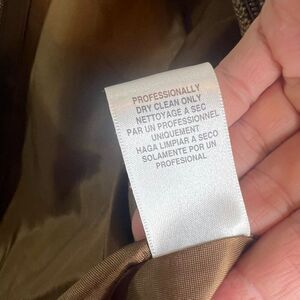 PROFESSIONALLY
DRY CLEAN ONLY
NETTOYAGE A SEC
PAR UN PROFESSIONNEL
UNIQUEMENT
HAGA LIMPIAR A SECO
SOLAMENTE POR UN
PROFESIONAL